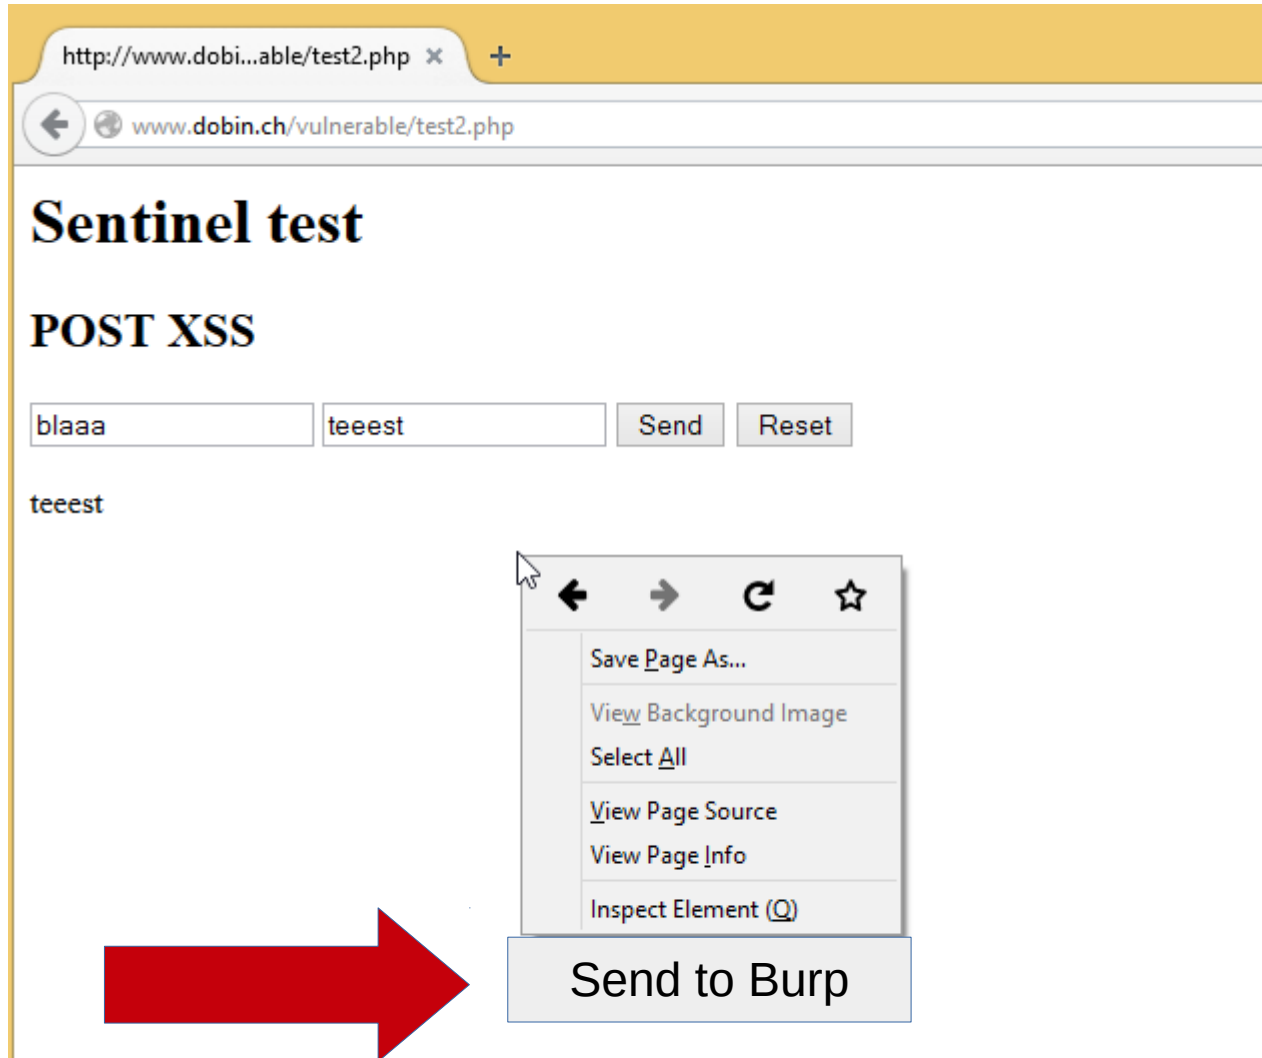 http://www.dobi...able/test2.php
www.dobin.ch/vulnerable/test2.php
Sentinel test
POST XSS
blaaa teeest Send Reset
teeest
Save Page As...
View Background Image
Select All
View Page Source
View Page Info
Inspect Element (Q)
Send to Burp